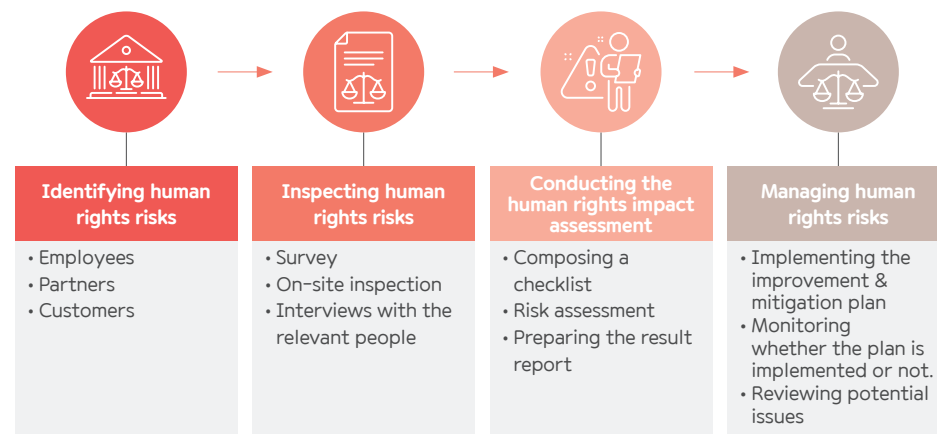 Identifying human
rights risks
• Employees
• Partners
• Customers
Inspecting human
rights risks
• Survey
• On-site inspection
• Interviews with the
relevant people
Conducting the
human rights impact
assessment
• Composing a
checklist
• Risk assessment
• Preparing the result
report
Managing human
rights risks
• Implementing the
improvement &
mitigation plan
• Monitoring
whether the plan is
implemented or not.
• Reviewing potential
issues